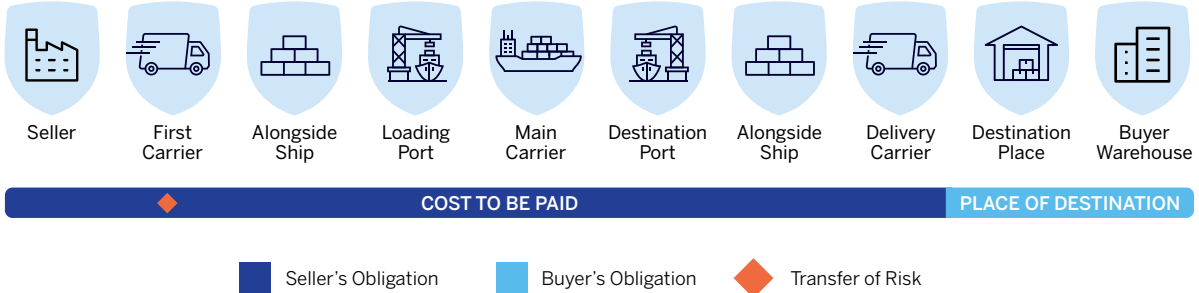 Seller
First
Carrier
Alongside
Ship
Loading
Port
Main
Carrier
Destination
Port
Alongside
Ship
Delivery
Carrier
Destination
Place
Buyer
Warehouse
COST TO BE PAID
PLACE OF DESTINATION
Seller's Obligation
Buyer's Obligation
Transfer of Risk